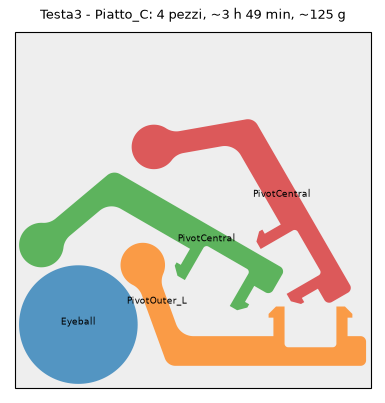 Testa3 - Piatto_C: 4 pezzi, ~3 h 49 min, ~125 g
PivotCentral
PivotCentral
PivotOuter_L
Eyeball